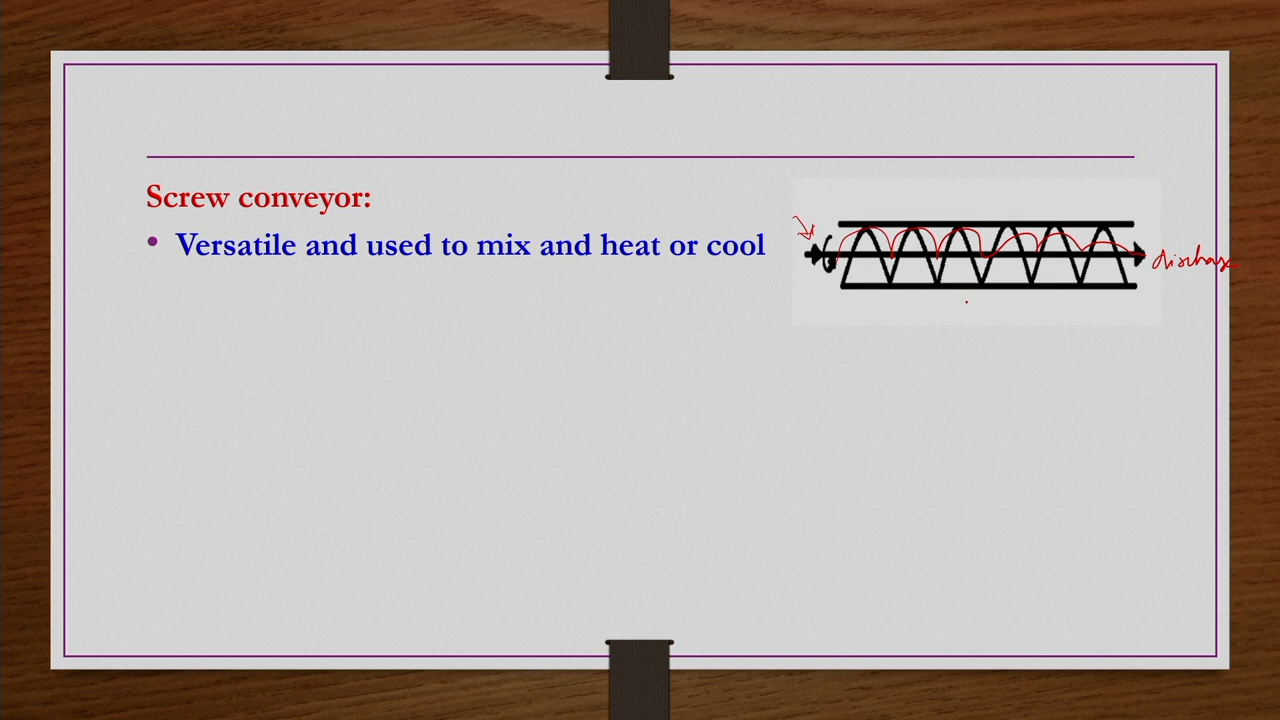 Screw conveyor:
• Versatile and used to mix and heat or cool
discharge